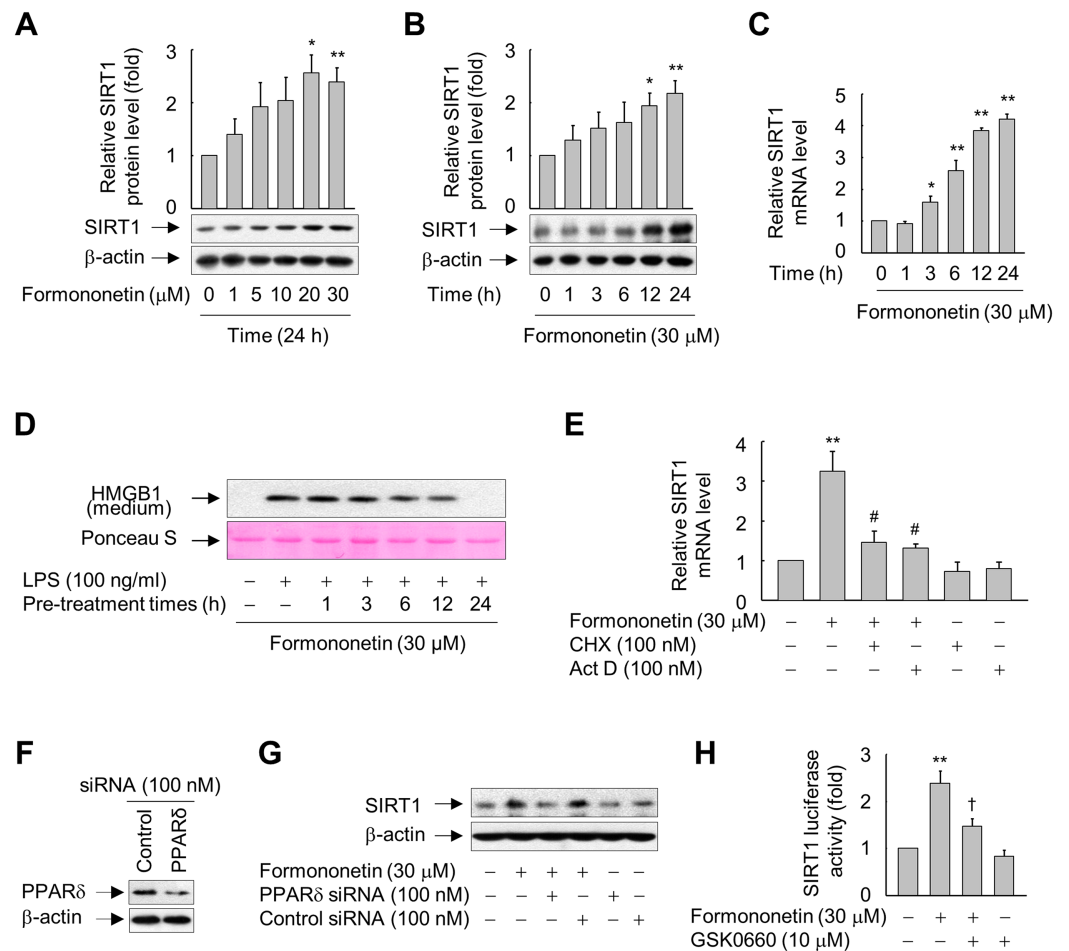 A
Relative SIRT1
protein level (fold)
3
2
1
0
* **
SIRT1
β-actin
Formononetin (μM) 0 1 5 10 20 30
Time (24 h)
B
Relative SIRT1
protein level (fold)
3
2
1
0
* **
SIRT1
β-actin
Time (h) 0 1 3 6 12 24
Formononetin (30 μM)
C
Relative SIRT1
mRNA level
5
4
3
2
1
0
* ** ** **
Time (h) 0 1 3 6 12 24
Formononetin (30 μM)
D
HMGB1
(medium)
Ponceau S
LPS (100 ng/ml) – + + + + + +
Pre-treatment times (h) – – 1 3 6 12 24
Formononetin (30 μM)
E
Relative SIRT1
mRNA level
4
3
2
1
0
** # #
Formononetin (30 μM) – + + + – –
CHX (100 nM) – – + – + –
Act D (100 nM) – – – + – +
F
siRNA (100 nM)
Control
PPARδ
PPARδ
β-actin
G
SIRT1
β-actin
Formononetin (30 μM) – + + + – –
PPARδ siRNA (100 nM) – – + – + –
Control siRNA (100 nM) – – – + – +
H
SIRT1 luciferase
activity (fold)
3
2
1
0
** †
Formononetin (30 μM) – + + –
GSK0660 (10 μM) – – + +